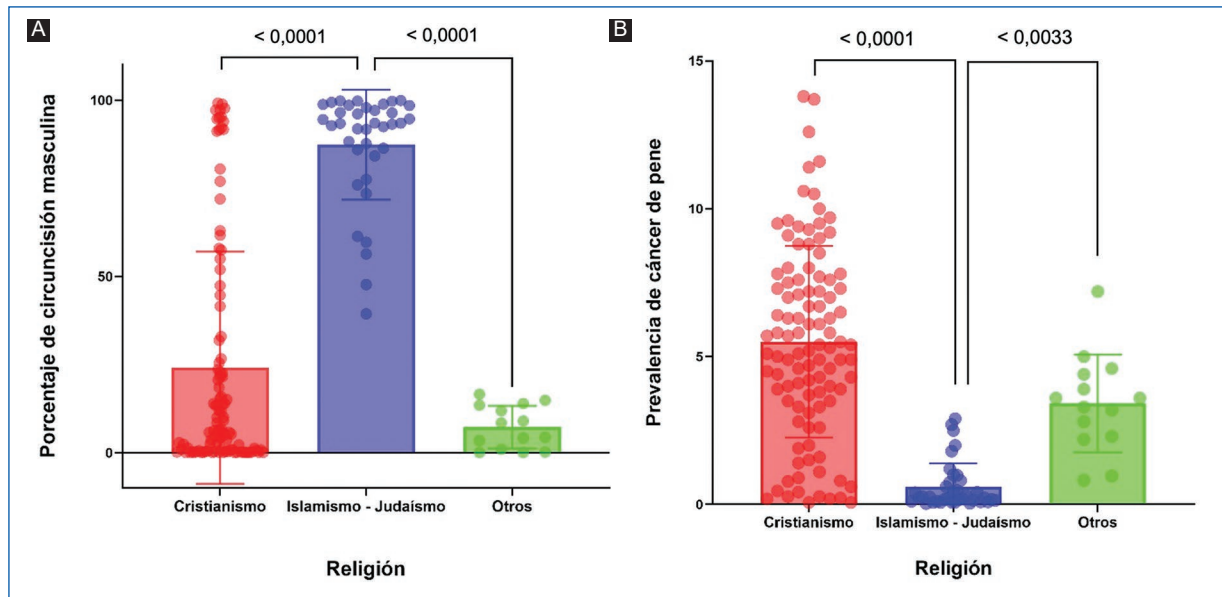 A
< 0,0001
< 0,0001
Porcentaje de circuncisión masculina
100
50
0
Cristianismo
Islamismo - Judaísmo
Otros
Religión
B
< 0,0001
< 0,0033
Prevalencia de cáncer de pene
15
10
5
0
Cristianismo
Islamismo - Judaísmo
Otros
Religión